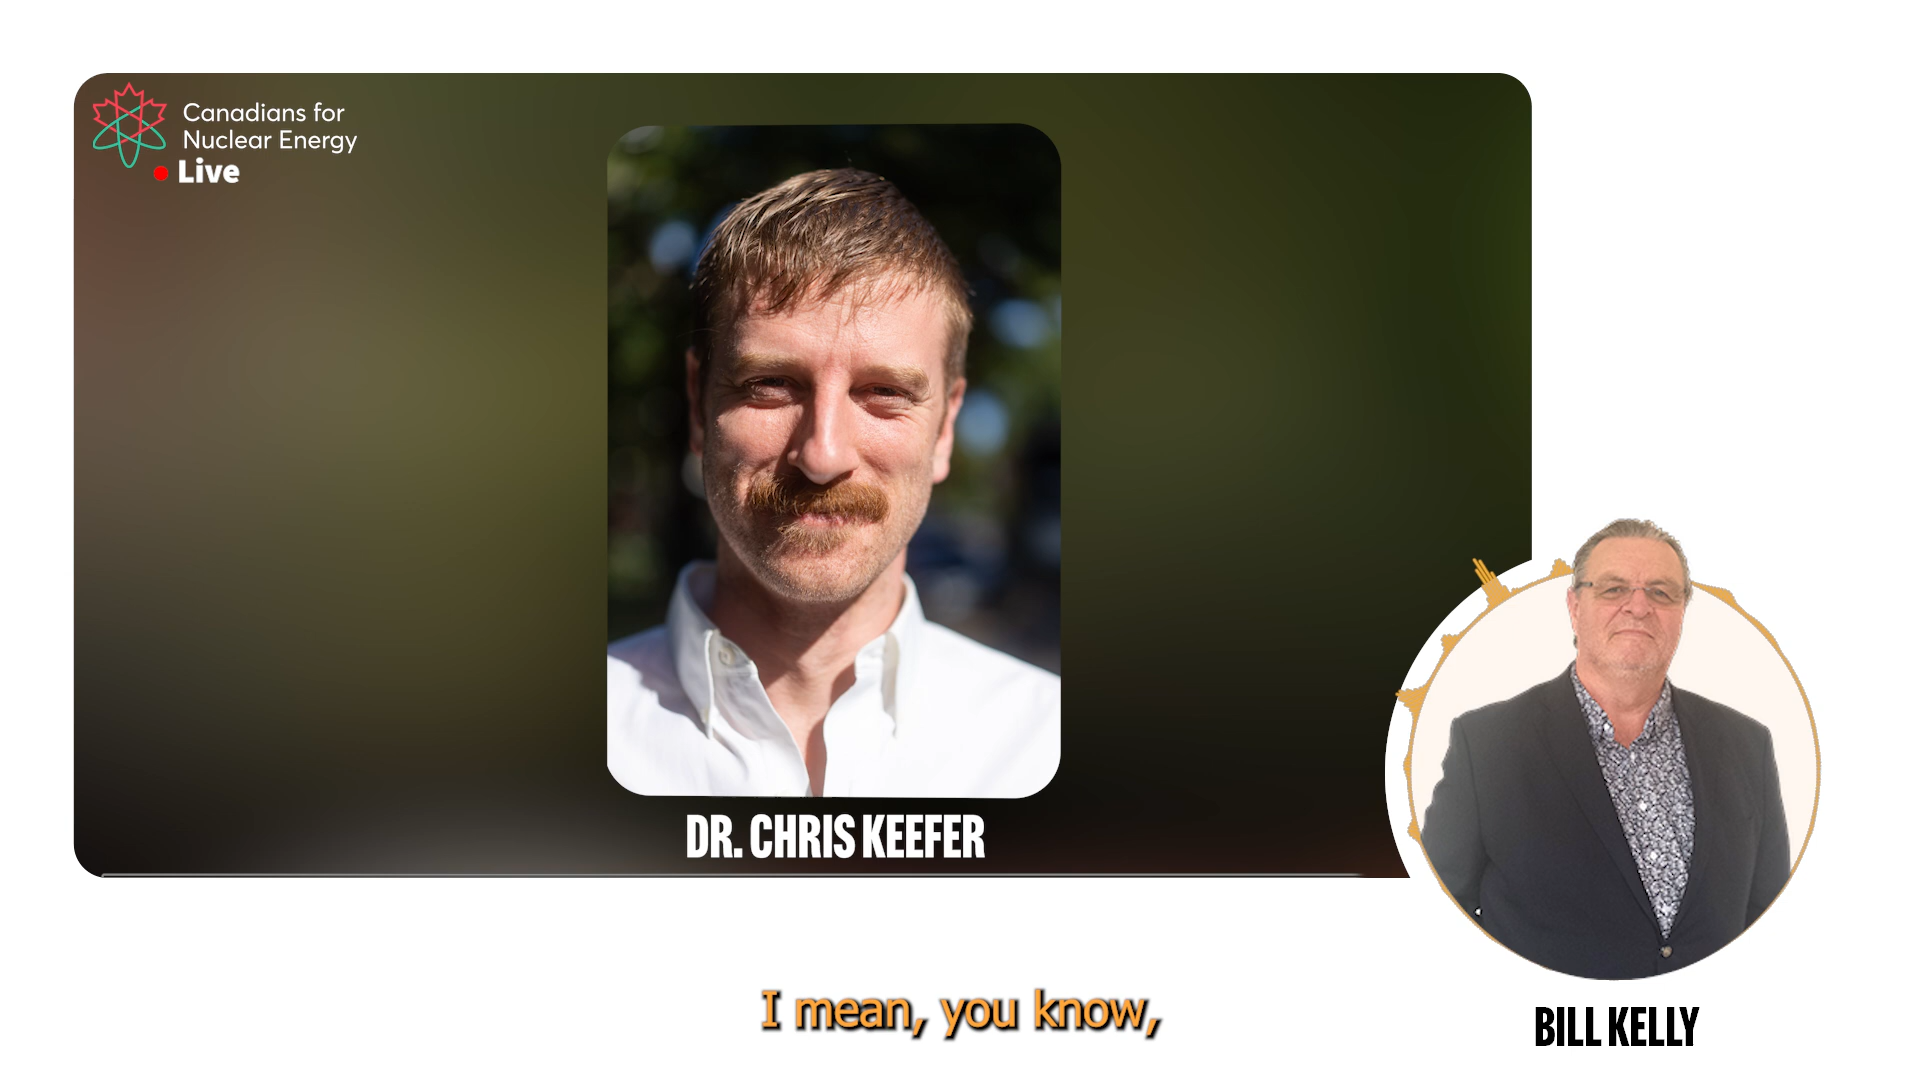 Canadians for
Nuclear Energy
Live
DR. CHRIS KEEFER
I mean, you know,
BILL KELLY